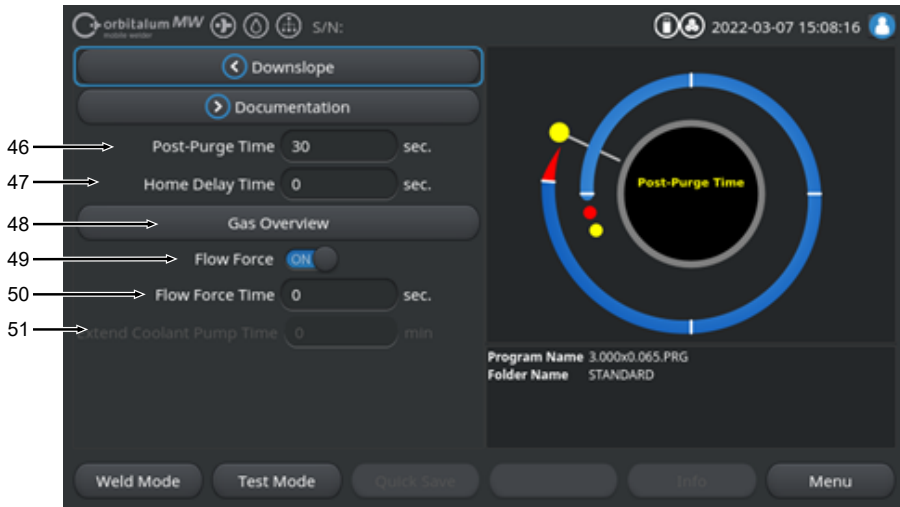 orbitalum MW S/N: 2022-03-07 15:08:16
mobile welder
Downslope
Documentation
46 Post-Purge Time 30 sec.
47 Home Delay Time 0 sec.
48 Gas Overview
49 Flow Force ON
50 Flow Force Time 0 sec.
51 Extend Coolant Pump Time 0 min
Post-Purge Time
Program Name 3.000x0.065.PRG
Folder Name STANDARD
Weld Mode Test Mode Quick Save Info Menu